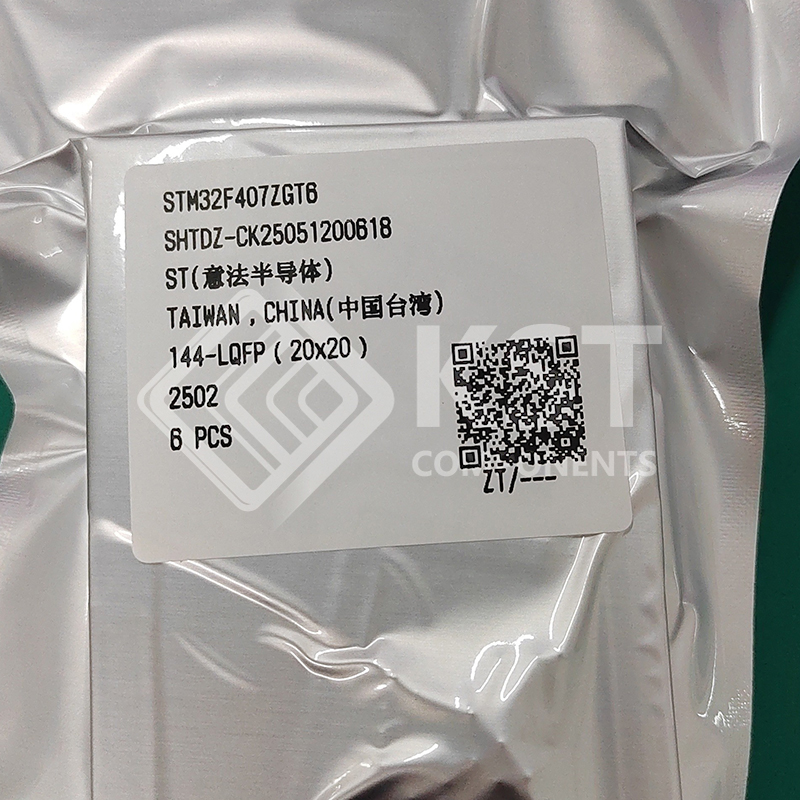 STM32F407ZGT6
SHTDZ-CK25051200618
ST(意法半导体)
TAIWAN , CHINA(中国台湾)
144-LQFP ( 20x20 )
2502
6 PCS
ZT/---
KCT
COMPONENTS